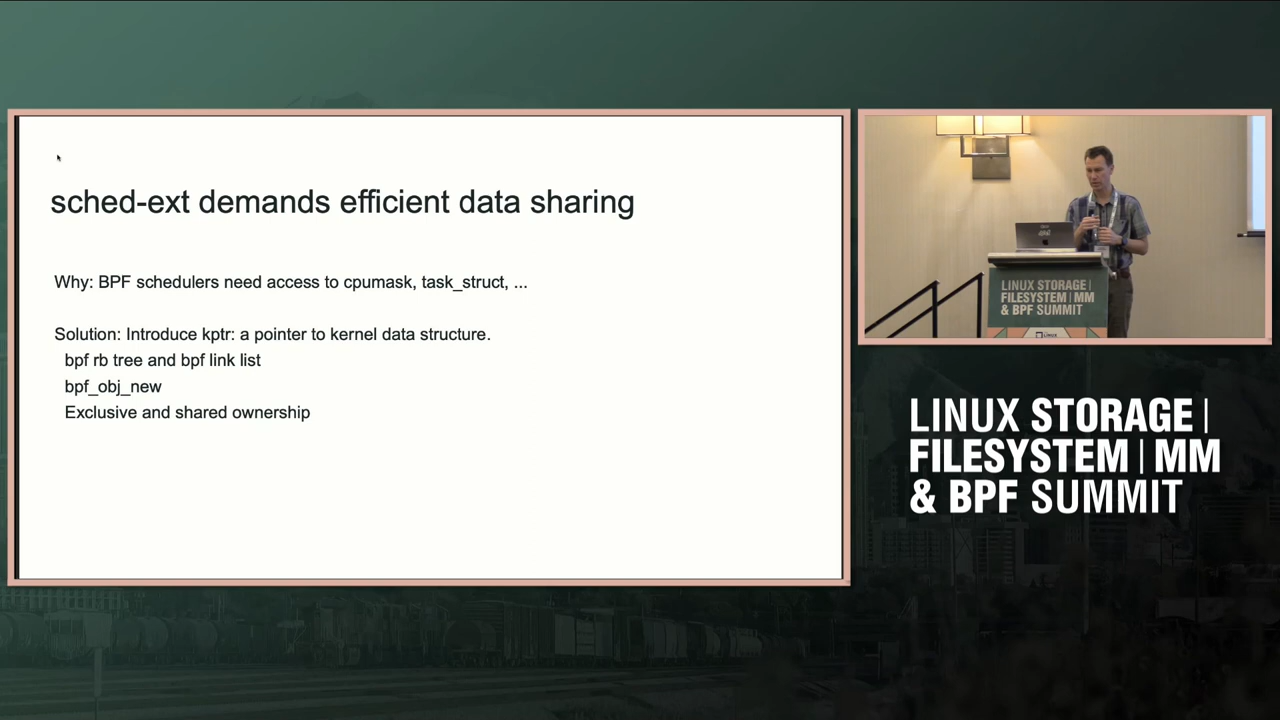 sched-ext demands efficient data sharing
Why: BPF schedulers need access to cpumask, task_struct, ...
Solution: Introduce kptr: a pointer to kernel data structure.
bpf rb tree and bpf link list
bpf_obj_new
Exclusive and shared ownership
LINUX STORAGE |
FILESYSTEM | MM
& BPF SUMMIT
LINUX STORAGE |
FILESYSTEM | MM
& BPF SUMMIT